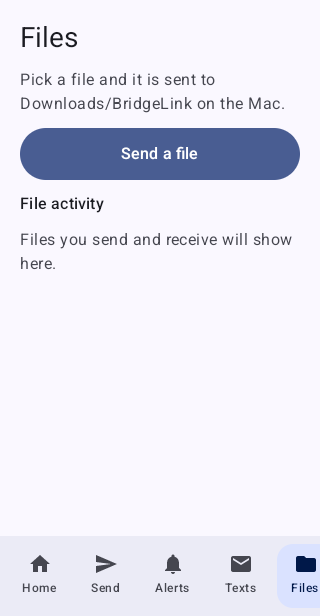 Files
Pick a file and it is sent to
Downloads/BridgeLink on the Mac.
Send a file
File activity
Files you send and receive will show
here.
Home
Send
Alerts
Texts
Files